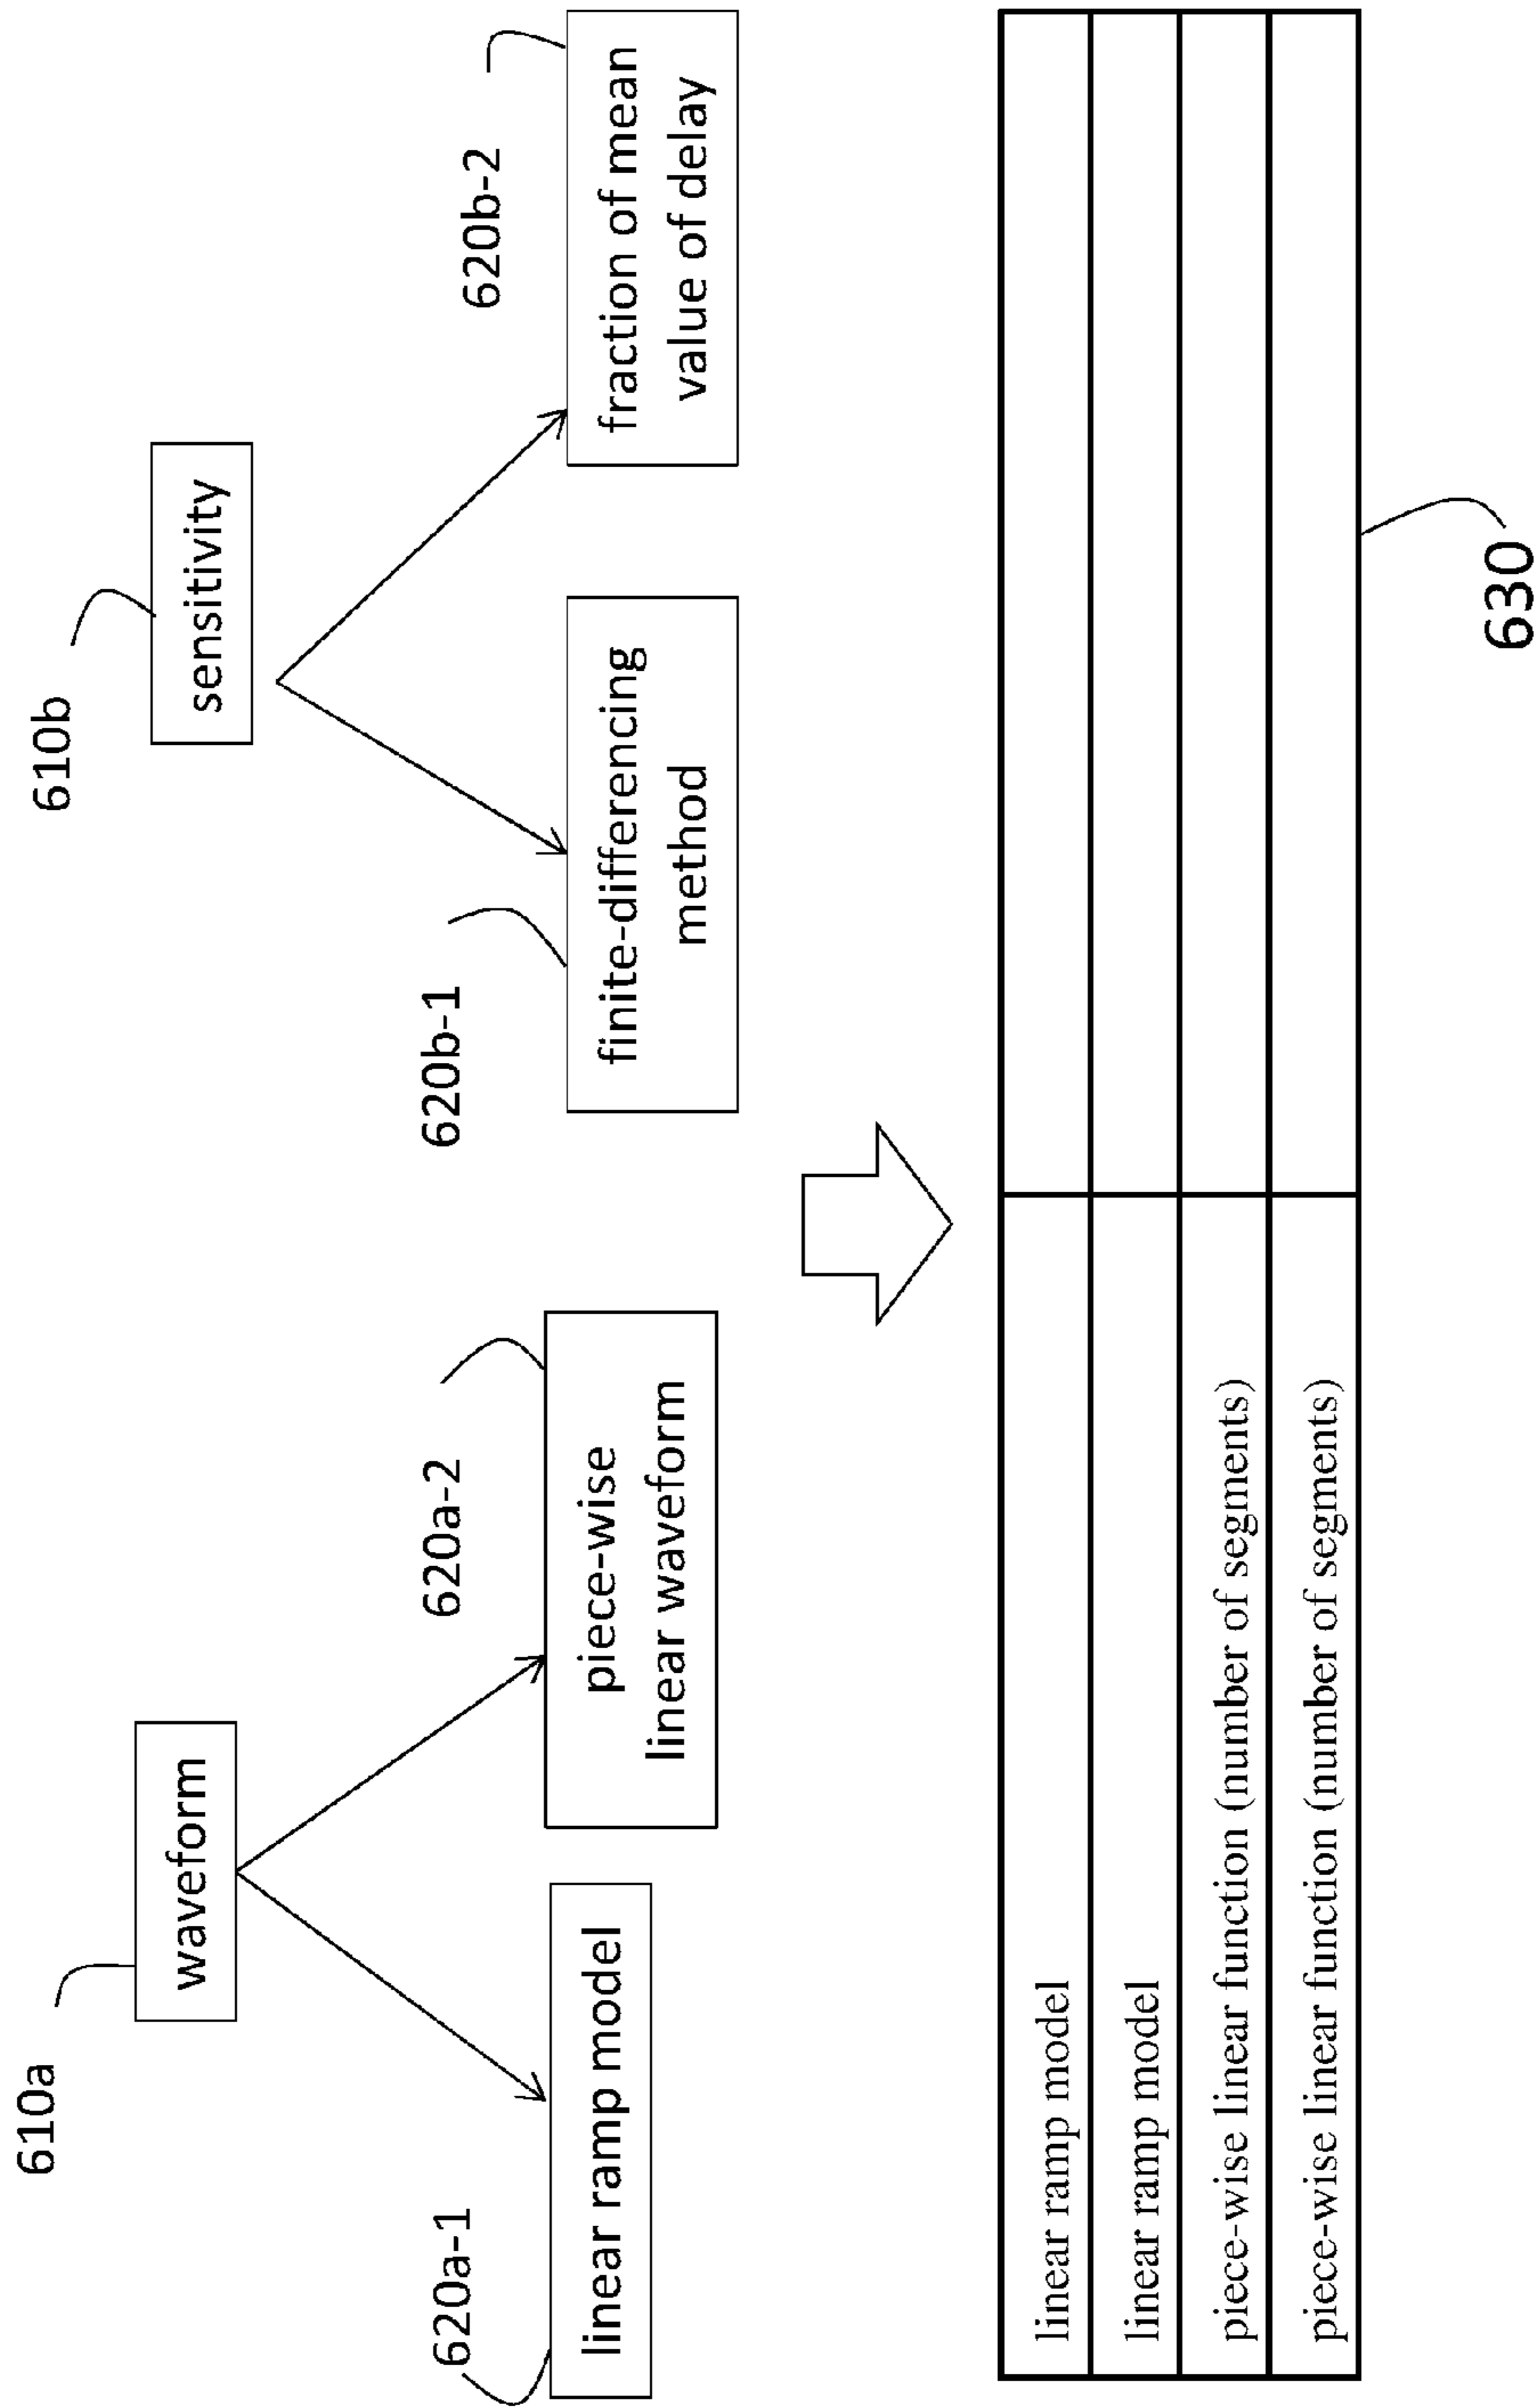 610a
waveform
620a-1
linear ramp model
620a-2
piece-wise
linear waveform
610b
sensitivity
620b-1
finite-differencing
method
620b-2
fraction of mean
value of delay
linear ramp model
linear ramp model
piece-wise linear function (number of segments)
piece-wise linear function (number of segments)
630